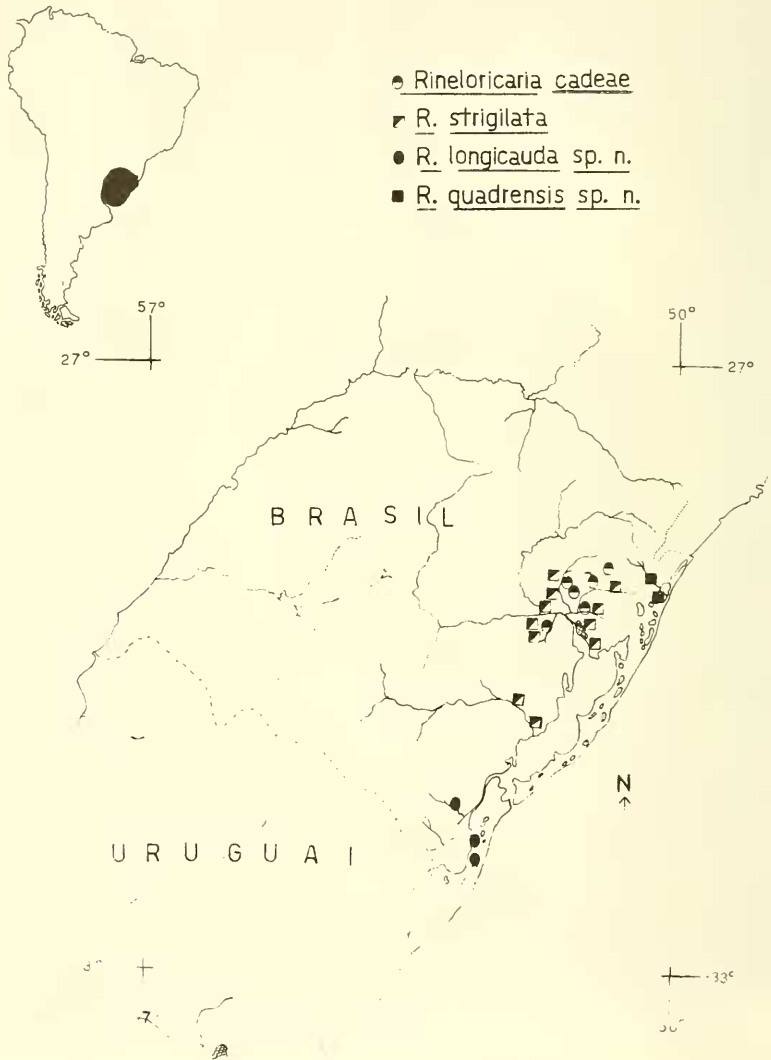 Rineloricaria cadeae
R. strigilata
R. longicauda sp. n.
R. quadrensis sp. n.
57°
27°
50°
27°
BRASIL
N
URUGUAI
33°